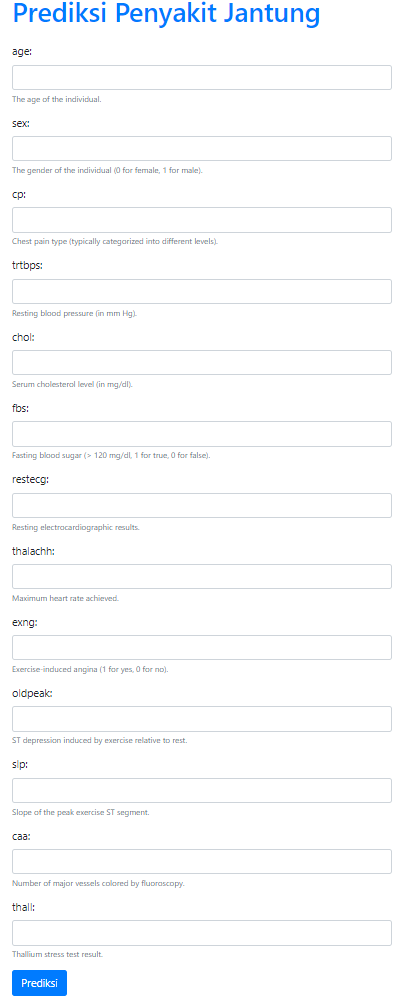 Prediksi Penyakit Jantung
age:
The age of the individual.
sex:
The gender of the individual (0 for female, 1 for male).
cp:
Chest pain type (typically categorized into different levels).
trtbps:
Resting blood pressure (in mm Hg).
chol:
Serum cholesterol level (in mg/dl).
fbs:
Fasting blood sugar (> 120 mg/dl, 1 for true, 0 for false).
restecg:
Resting electrocardiographic results.
thalachh:
Maximum heart rate achieved.
exng:
Exercise-induced angina (1 for yes, 0 for no).
oldpeak:
ST depression induced by exercise relative to rest.
slp:
Slope of the peak exercise ST segment.
caa:
Number of major vessels colored by fluoroscopy.
thall:
Thallium stress test result.
Prediksi